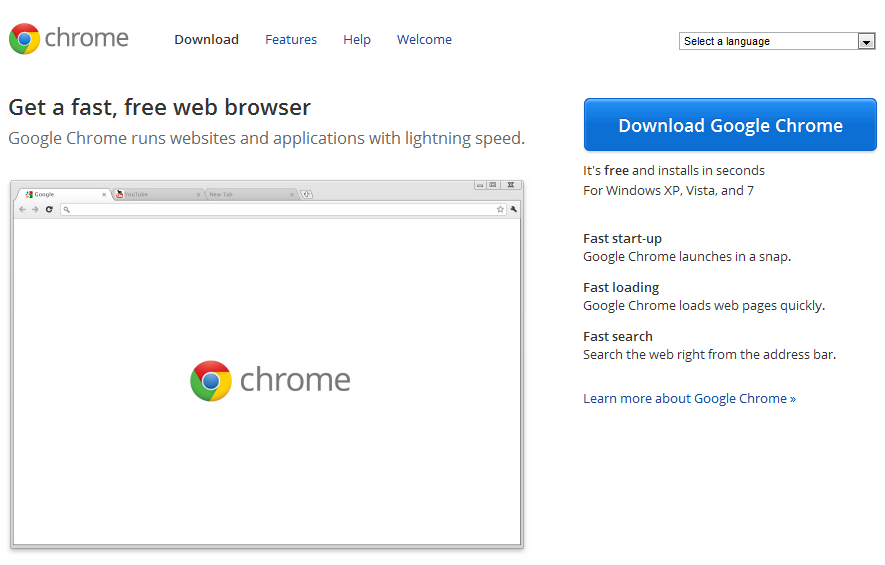 chrome
Download Features Help Welcome
Select a language
Get a fast, free web browser
Google Chrome runs websites and applications with lightning speed.
Google
YouTube
New Tab
chrome
Download Google Chrome
It's free and installs in seconds
For Windows XP, Vista, and 7
Fast start-up
Google Chrome launches in a snap.
Fast loading
Google Chrome loads web pages quickly.
Fast search
Search the web right from the address bar.
Learn more about Google Chrome »